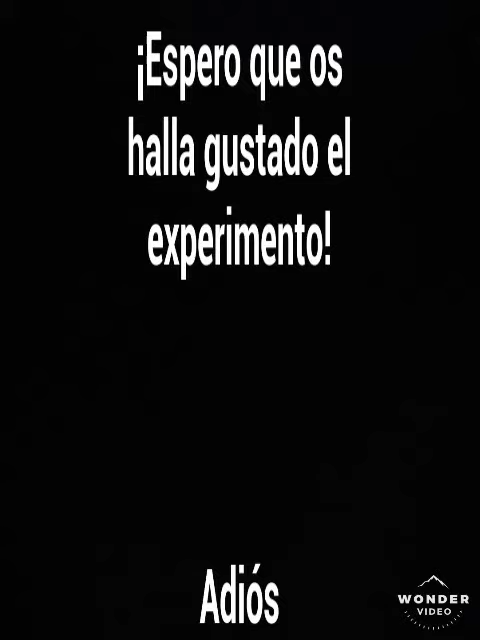 ¡Espero que os
halla gustado el
experimento!
Adiós
WONDER
VIDEO